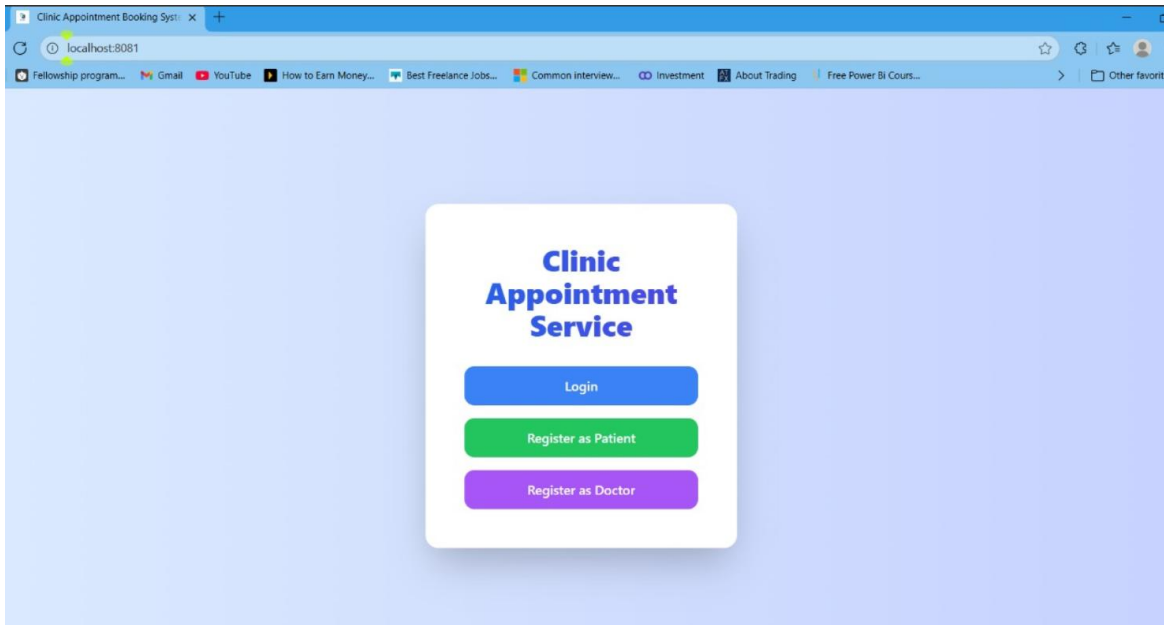 Clinic Appointment Booking Syst
localhost:8081
Fellowship program... Gmail YouTube How to Earn Money... Best Freelance Jobs... Common interview... Investment About Trading Free Power Bi Cours... Other favorit
Clinic
Appointment
Service
Login
Register as Patient
Register as Doctor